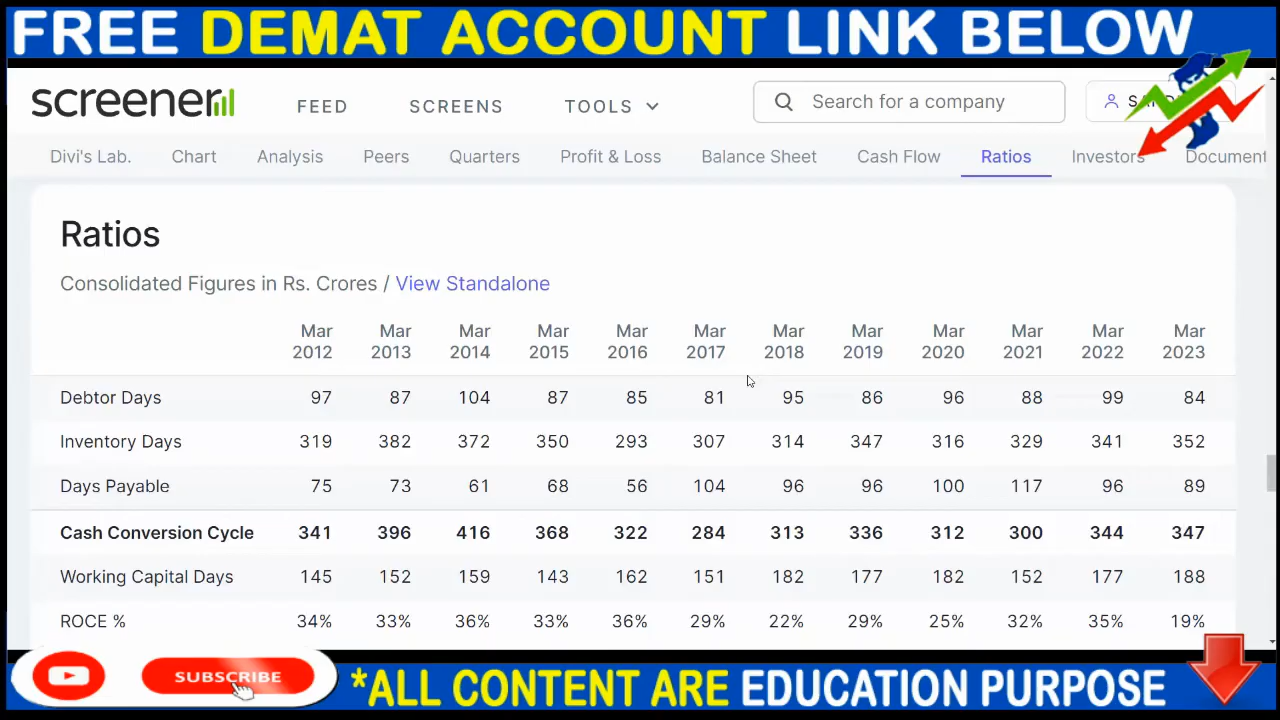 FREE DEMAT ACCOUNT LINK BELOW
screener FEED SCREENS TOOLS Search for a company
Divi's Lab. Chart Analysis Peers Quarters Profit & Loss Balance Sheet Cash Flow Ratios Investors Document
Ratios
Consolidated Figures in Rs. Crores / View Standalone
Mar Mar Mar Mar Mar Mar Mar Mar Mar Mar Mar Mar
2012 2013 2014 2015 2016 2017 2018 2019 2020 2021 2022 2023
Debtor Days 97 87 104 87 85 81 95 86 96 88 99 84
Inventory Days 319 382 372 350 293 307 314 347 316 329 341 352
Days Payable 75 73 61 68 56 104 96 96 100 117 96 89
Cash Conversion Cycle 341 396 416 368 322 284 313 336 312 300 344 347
Working Capital Days 145 152 159 143 162 151 182 177 182 152 177 188
ROCE % 34% 33% 36% 33% 36% 29% 22% 29% 25% 32% 35% 19%
SUBSCRIBE *ALL CONTENT ARE EDUCATION PURPOSE